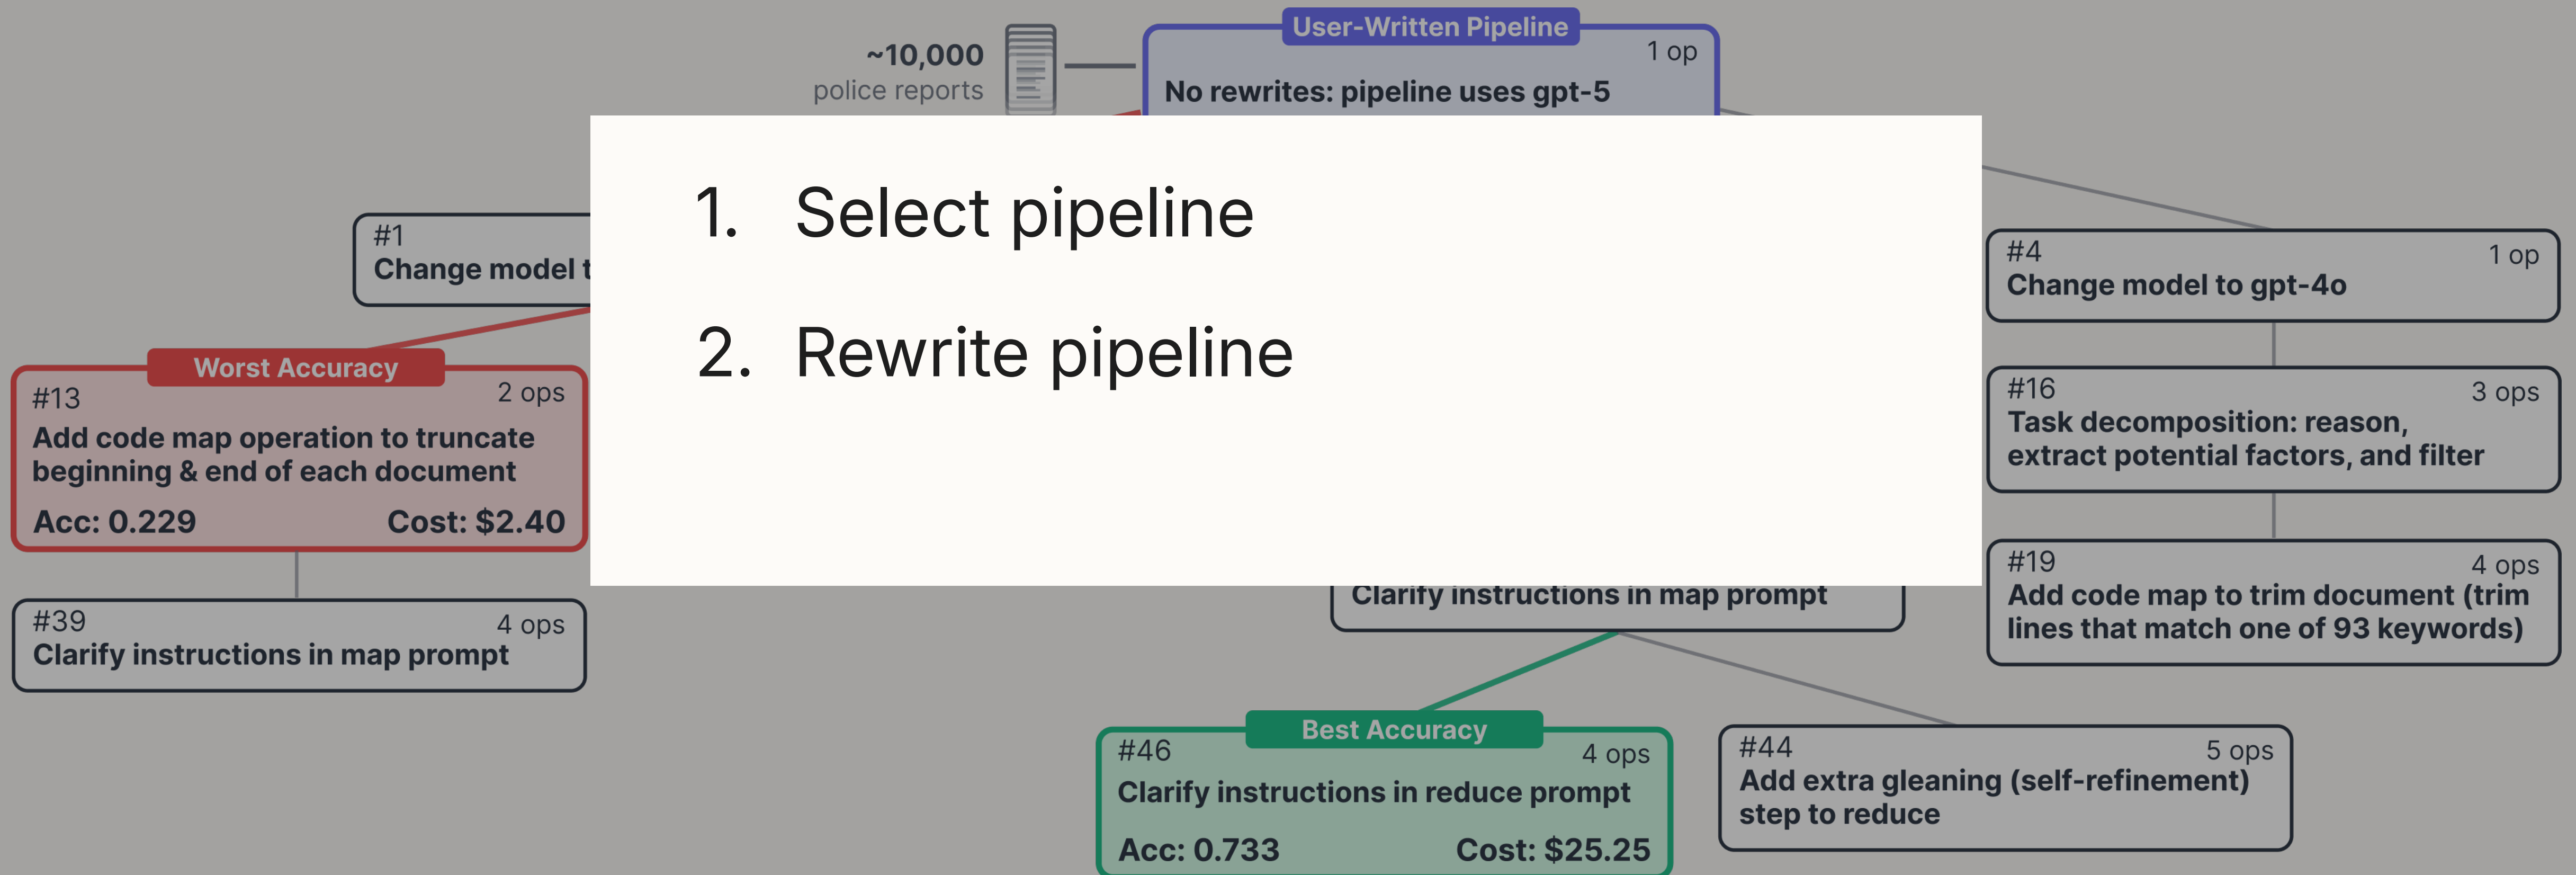 User-Written Pipeline
~10,000
police reports
1 op
No rewrites: pipeline uses gpt-5
1. Select pipeline
2. Rewrite pipeline
#1
Change model
#4
1 op
Change model to gpt-4o
Worst Accuracy
#13
2 ops
Add code map operation to truncate
beginning & end of each document
Acc: 0.229
Cost: $2.40
#16
3 ops
Task decomposition: reason,
extract potential factors, and filter
#39
4 ops
Clarify instructions in map prompt
Clarify instructions in map prompt
#19
4 ops
Add code map to trim document (trim
lines that match one of 93 keywords)
Best Accuracy
#46
4 ops
Clarify instructions in reduce prompt
Acc: 0.733
Cost: $25.25
#44
5 ops
Add extra gleaning (self-refinement)
step to reduce